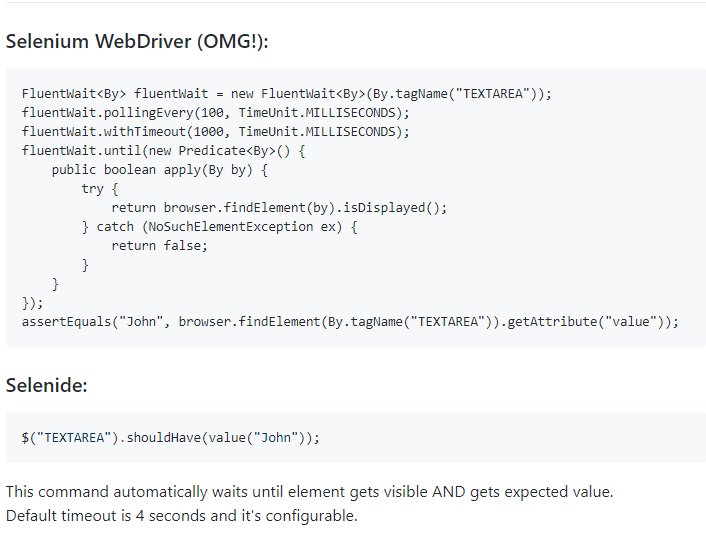 Selenium WebDriver (OMG!):
FluentWait<By> fluentWait = new FluentWait<By>(By.tagName("TEXTAREA"));
fluentWait.pollingEvery(100, TimeUnit.MILLISECONDS);
fluentWait.withTimeout(1000, TimeUnit.MILLISECONDS);
fluentWait.until(new Predicate<By>() {
    public boolean apply(By by) {
        try {
            return browser.findElement(by).isDisplayed();
        } catch (NoSuchElementException ex) {
            return false;
        }
    }
});
assertEquals("John", browser.findElement(By.tagName("TEXTAREA")).getAttribute("value"));
Selenide:
$("TEXTAREA").shouldHave(value("John"));
This command automatically waits until element gets visible AND gets expected value.
Default timeout is 4 seconds and it's configurable.